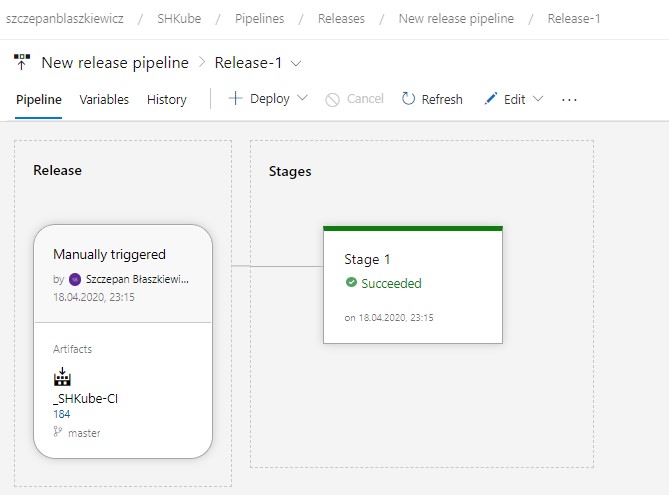 szczepanblaszkiewicz / SHKube / Pipelines / Releases / New release pipeline / Release-1
New release pipeline > Release-1
Pipeline Variables History + Deploy Cancel Refresh Edit ...
Release
Manually triggered
by Szczepan Błaszkiewi...
18.04.2020, 23:15
Artifacts
_SHKube-CI
184
master
Stages
Stage 1
Succeeded
on 18.04.2020, 23:15